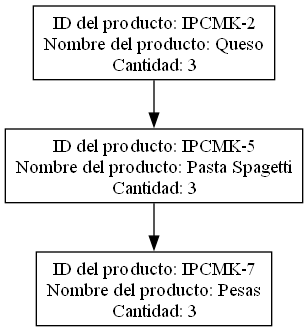 ID del producto: IPCMK-2
Nombre del producto: Queso
Cantidad: 3
ID del producto: IPCMK-5
Nombre del producto: Pasta Spagetti
Cantidad: 3
ID del producto: IPCMK-7
Nombre del producto: Pesas
Cantidad: 3